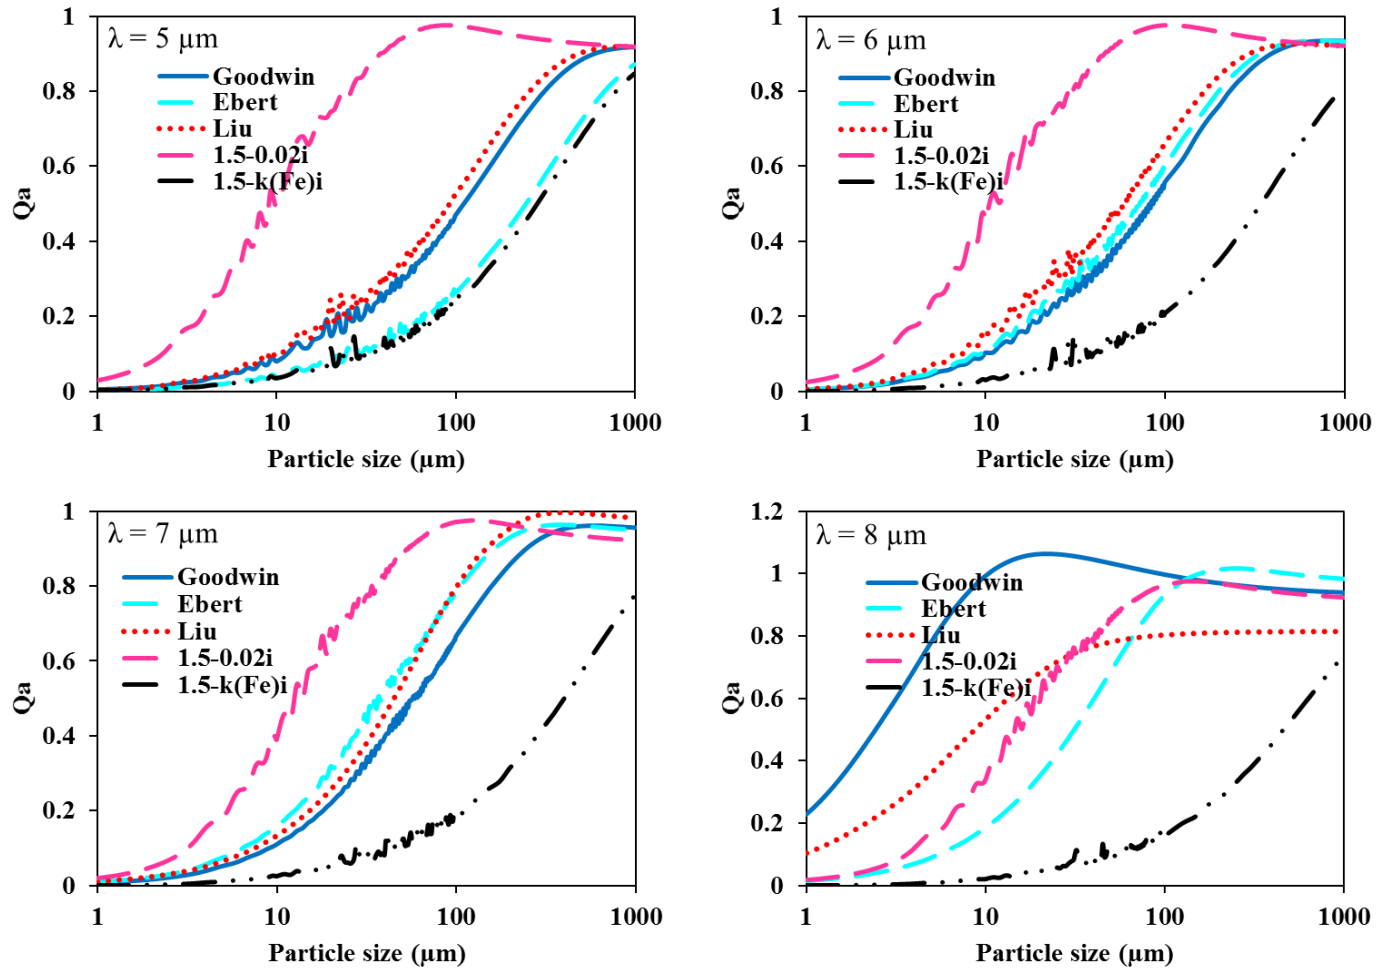 λ = 5 μm
Goodwin
Ebert
Liu
1.5-0.02i
1.5-k(Fe)i
Qa
1
0.8
0.6
0.4
0.2
0
1
10
100
1000
Particle size (μm)
λ = 6 μm
Goodwin
Ebert
Liu
1.5-0.02i
1.5-k(Fe)i
Qa
1
0.8
0.6
0.4
0.2
0
1
10
100
1000
Particle size (μm)
λ = 7 μm
Goodwin
Ebert
Liu
1.5-0.02i
1.5-k(Fe)i
Qa
1
0.8
0.6
0.4
0.2
0
1
10
100
1000
Particle size (μm)
λ = 8 μm
Goodwin
Ebert
Liu
1.5-0.02i
1.5-k(Fe)i
Qa
1.2
1
0.8
0.6
0.4
0.2
0
1
10
100
1000
Particle size (μm)